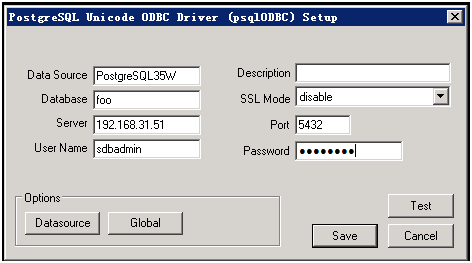 PostgreSQL Unicode ODBC Driver (psqlODBC) Setup
Data Source PostgreSQL35W Description
Database foo SSL Mode disable
Server 192.168.31.51 Port 5432
User Name sdbadmin Password ●●●●●●●●
Options
Datasource Global
Test
Save Cancel